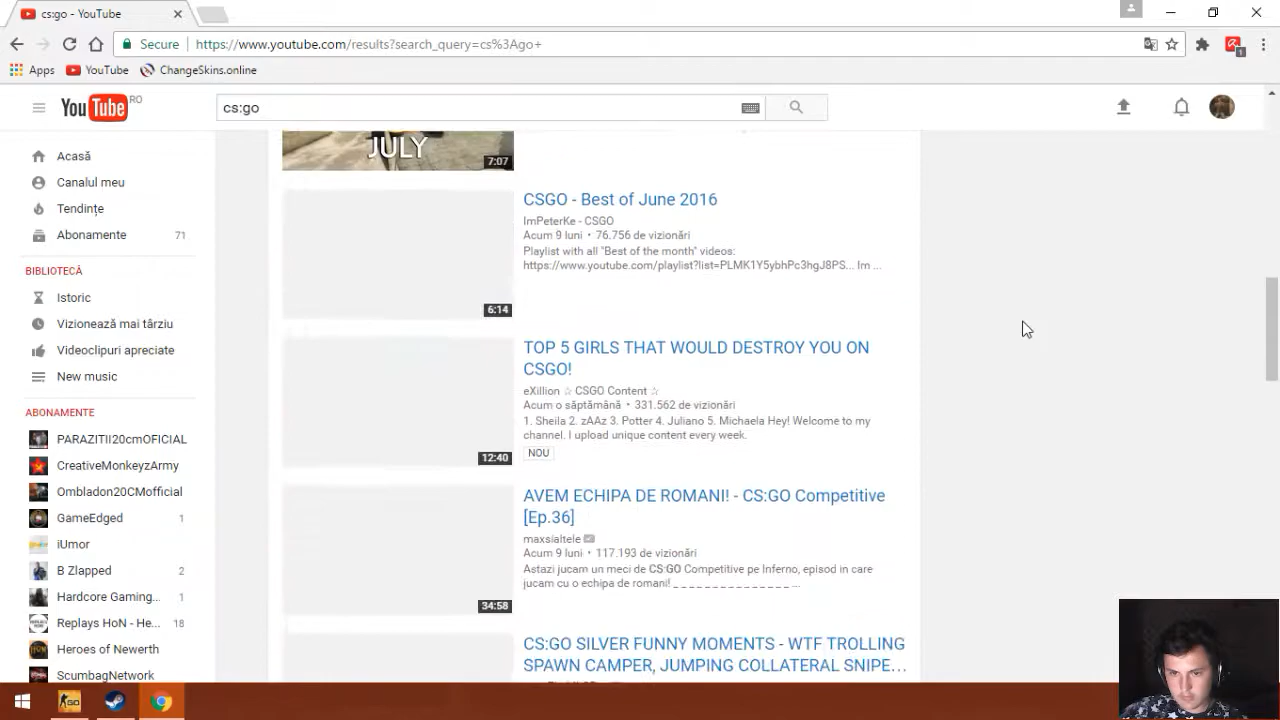 cs:go - YouTube
Secure https://www.youtube.com/results?search_query=cs%3Ago+
1
Apps YouTube ChangeSkins.online
YouTube RO
cs:go
JULY
7:07
Acasă
Canalul meu
Tendințe
Abonamente 71
BIBLIOTECĂ
Istoric
Vizionează mai târziu
Videoclipuri apreciate
New music
ABONAMENTE
PARAZITII20cmOFICIAL
CreativeMonkeyzArmy
Ombladon20CMofficial
GameEdged 1
iUmor
B Zlapped 2
Hardcore Gaming... 1
Replays HoN - He... 18
Heroes of Newerth
ScumbagNetwork
CSGO - Best of June 2016
ImPeterKe - CSGO
Acum 9 luni • 76.756 de vizionări
Playlist with all "Best of the month" videos:
https://www.youtube.com/playlist?list=PLMK1Y5ybhPc3hgJ8PS... Im ...
6:14
TOP 5 GIRLS THAT WOULD DESTROY YOU ON
CSGO!
eXillion ☆ CSGO Content ☆
Acum o săptămână • 331.562 de vizionări
1. Sheila 2. zAAz 3. Potter 4. Juliano 5. Michaela Hey! Welcome to my
channel. I upload unique content every week.
NOU
12:40
AVEM ECHIPA DE ROMANI! - CS:GO Competitive
[Ep.36]
maxsialtele
Acum 9 luni • 117.193 de vizionări
Astazi jucam un meci de CS:GO Competitive pe Inferno, episod in care
jucam cu o echipa de romani! _ _ _ _ _ _ _ _ _ _ _ _ _ _ _ ...
34:58
CS:GO SILVER FUNNY MOMENTS - WTF TROLLING
SPAWN CAMPER, JUMPING COLLATERAL SNIPE...
GO